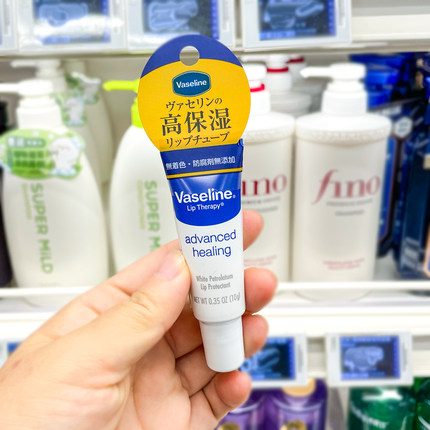 Vaseline
ヴァセリンの
高保湿
リップチューブ
無着色・防腐剤無添加
Vaseline®
Lip Therapy®
advanced
healing
White Petrolatum
Lip Protectant
NET WT 0.35 OZ (10g)
SUPER MILD
SUPER MILD
fino
fino